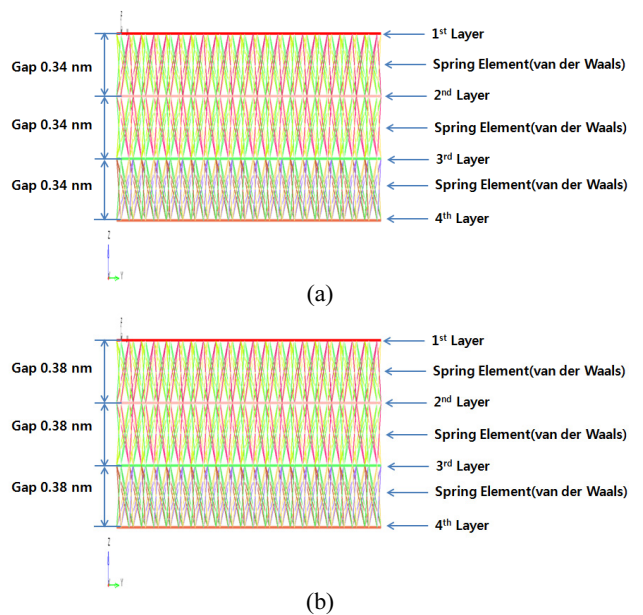 1st Layer
Gap 0.34 nm
Spring Element(van der Waals)
2nd Layer
Gap 0.34 nm
Spring Element(van der Waals)
3rd Layer
Gap 0.34 nm
Spring Element(van der Waals)
4th Layer
(a)
1st Layer
Gap 0.38 nm
Spring Element(van der Waals)
2nd Layer
Gap 0.38 nm
Spring Element(van der Waals)
3rd Layer
Gap 0.38 nm
Spring Element(van der Waals)
4th Layer
(b)